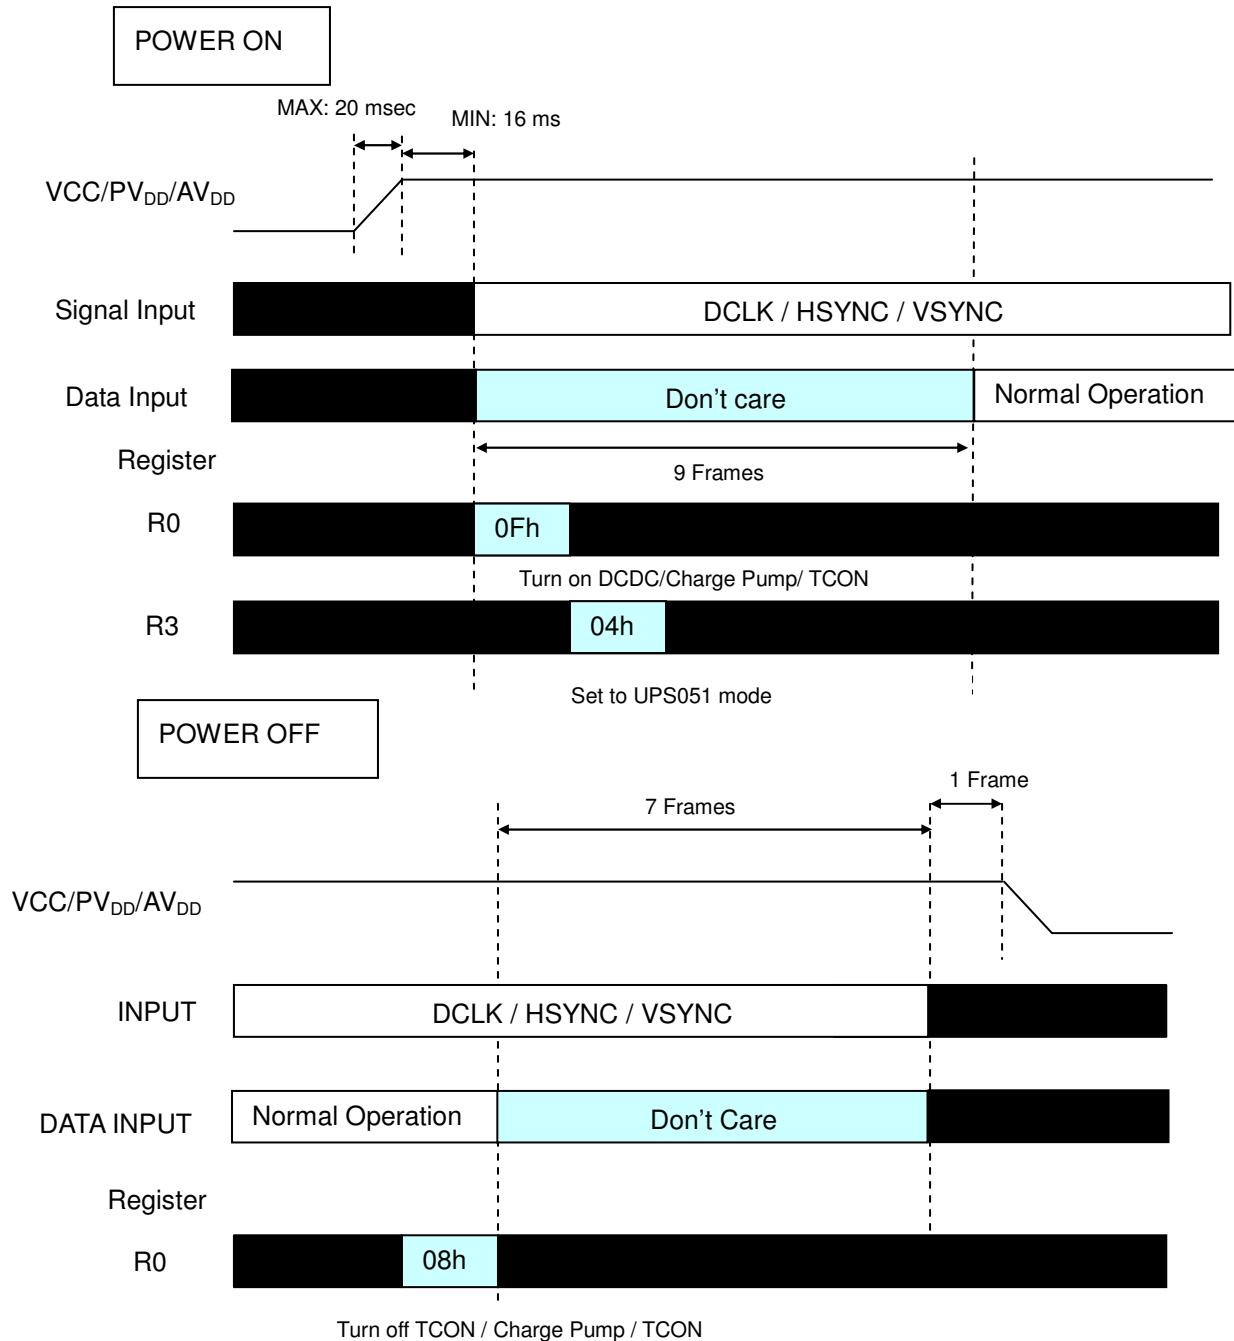 POWER ON
MAX: 20 msec
MIN: 16 ms
VCC/PVDD/AVDD
Signal Input
DCLK / HSYNC / VSYNC
Data Input
Don't care
Normal Operation
Register
9 Frames
R0
0Fh
Turn on DCDC/Charge Pump/ TCON
R3
04h
Set to UPS051 mode
POWER OFF
1 Frame
7 Frames
VCC/PVDD/AVDD
INPUT
DCLK / HSYNC / VSYNC
DATA INPUT
Normal Operation
Don't Care
Register
R0
08h
Turn off TCON / Charge Pump / TCON